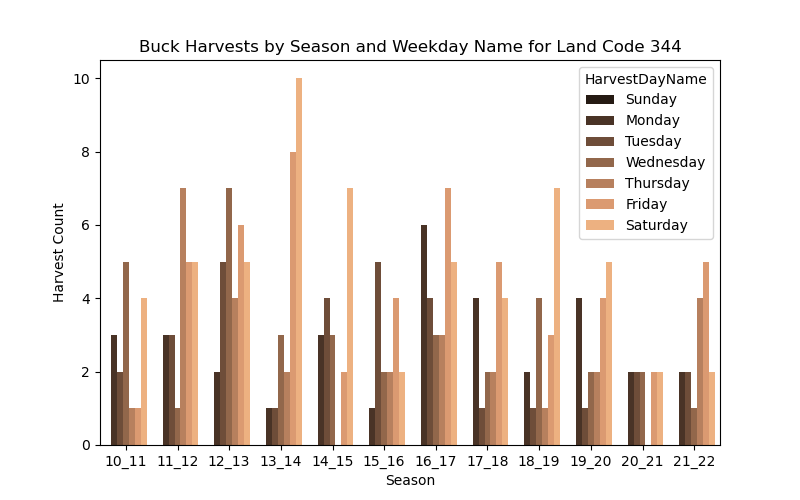 Buck Harvests by Season and Weekday Name for Land Code 344
HarvestDayName
Sunday
Monday
Tuesday
Wednesday
Thursday
Friday
Saturday
10
8
6
4
2
0
Harvest Count
10_11 11_12 12_13 13_14 14_15 15_16 16_17 17_18 18_19 19_20 20_21 21_22
Season